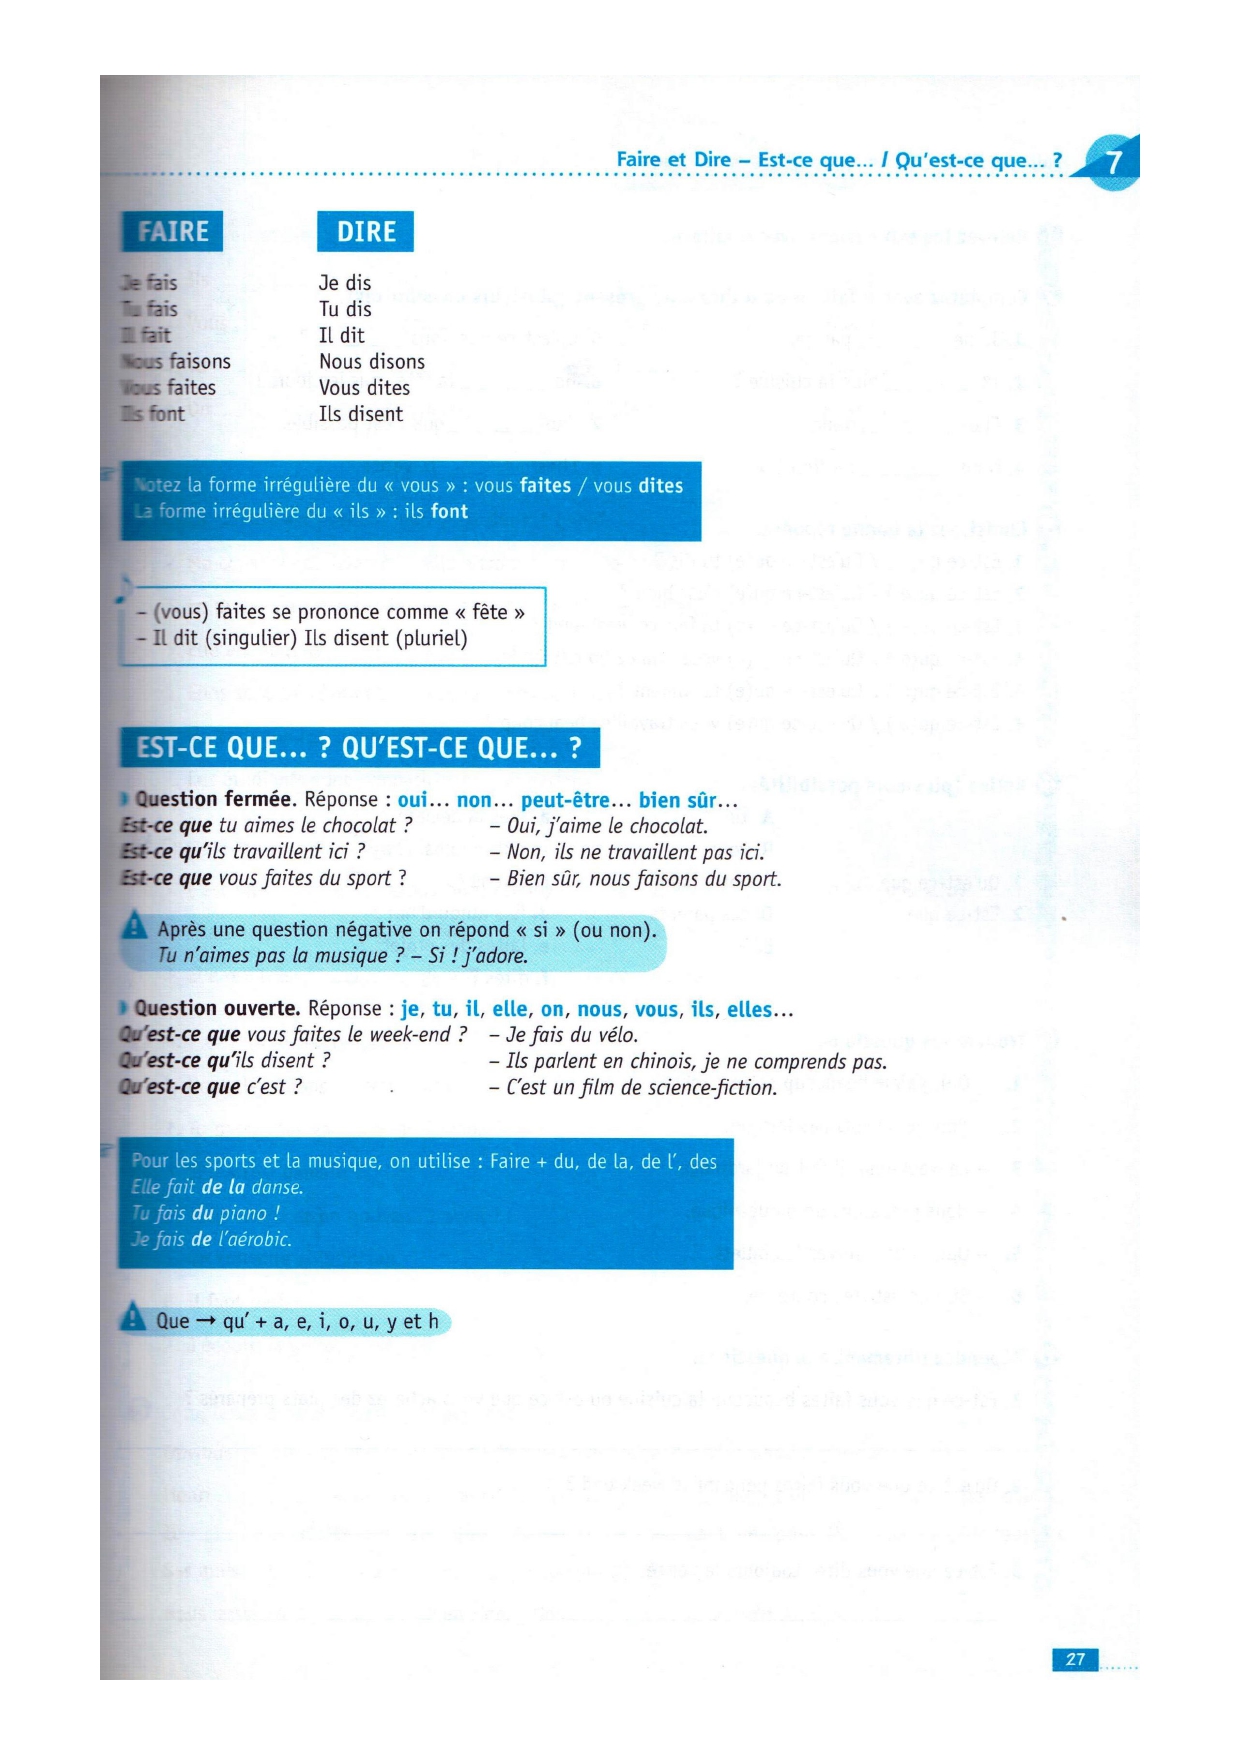 Faire et Dire – Est-ce que... / Qu'est-ce que... ? 7
FAIRE DIRE
Je fais Je dis
Tu fais Tu dis
Il fait Il dit
Nous faisons Nous disons
Vous faites Vous dites
Ils font Ils disent
Notez la forme irrégulière du « vous » : vous faites / vous dites
La forme irrégulière du « ils » : ils font
– (vous) faites se prononce comme « fête »
– Il dit (singulier) Ils disent (pluriel)
EST-CE QUE... ? QU'EST-CE QUE... ?
Question fermée. Réponse : oui... non... peut-être... bien sûr...
Est-ce que tu aimes le chocolat ? – Oui, j'aime le chocolat.
Est-ce qu'ils travaillent ici ? – Non, ils ne travaillent pas ici.
Est-ce que vous faites du sport ? – Bien sûr, nous faisons du sport.
Après une question négative on répond « si » (ou non).
Tu n'aimes pas la musique ? – Si ! j'adore.
Question ouverte. Réponse : je, tu, il, elle, on, nous, vous, ils, elles...
Qu'est-ce que vous faites le week-end ? – Je fais du vélo.
Qu'est-ce qu'ils disent ? – Ils parlent en chinois, je ne comprends pas.
Qu'est-ce que c'est ? – C'est un film de science-fiction.
Pour les sports et la musique, on utilise : Faire + du, de la, de l', des
Elle fait de la danse.
Tu fais du piano !
Je fais de l'aérobic.
Que → qu' + a, e, i, o, u, y et h
27